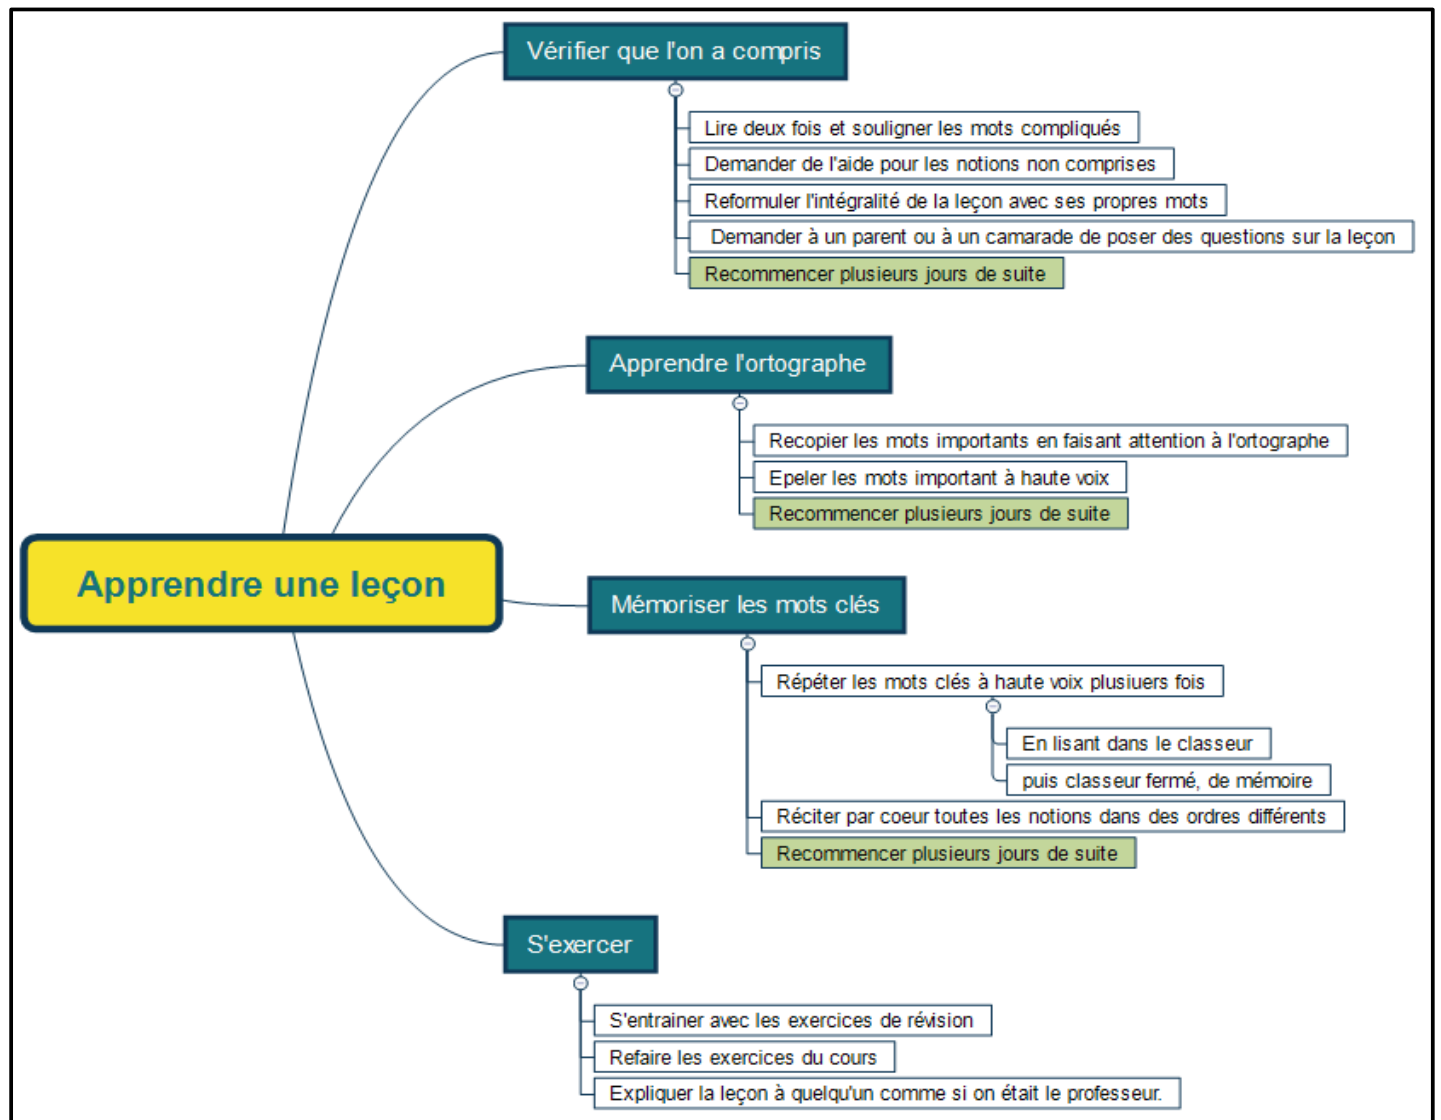 Vérifier que l'on a compris
Lire deux fois et souligner les mots compliqués
Demander de l'aide pour les notions non comprises
Reformuler l'intégralité de la leçon avec ses propres mots
Demander à un parent ou à un camarade de poser des questions sur la leçon
Recommencer plusieurs jours de suite
Apprendre l'ortographe
Recopier les mots importants en faisant attention à l'ortographe
Epeler les mots important à haute voix
Recommencer plusieurs jours de suite
Apprendre une leçon
Mémoriser les mots clés
Répéter les mots clés à haute voix plusiuers fois
En lisant dans le classeur
puis classeur fermé, de mémoire
Réciter par coeur toutes les notions dans des ordres différents
Recommencer plusieurs jours de suite
S'exercer
S'entrainer avec les exercices de révision
Refaire les exercices du cours
Expliquer la leçon à quelqu'un comme si on était le professeur.